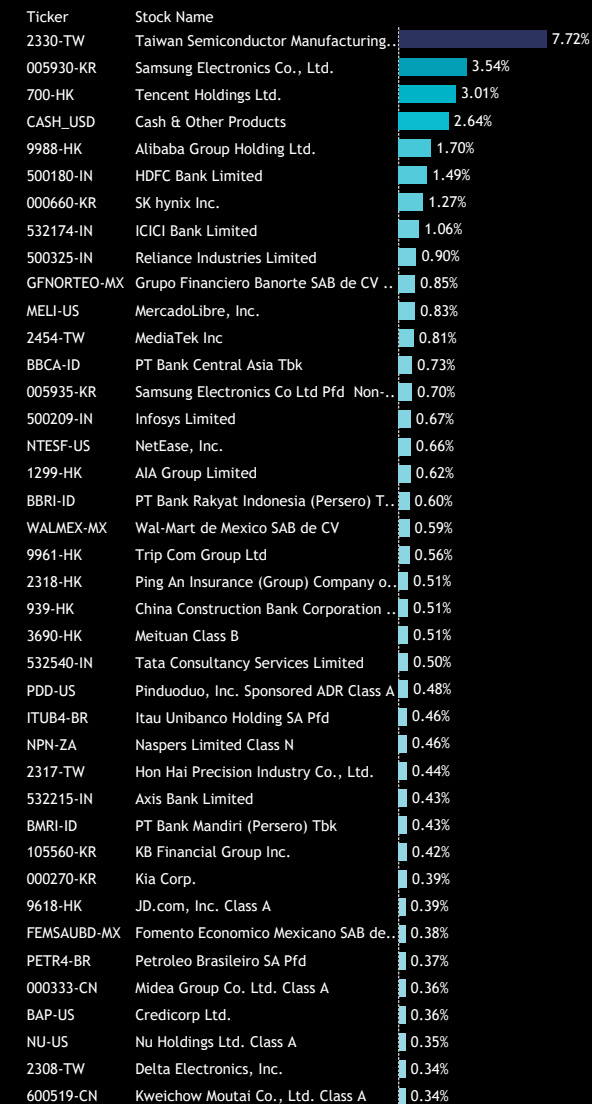 Ticker Stock Name
2330-TW Taiwan Semiconductor Manufacturing.. 7.72%
005930-KR Samsung Electronics Co., Ltd. 3.54%
700-HK Tencent Holdings Ltd. 3.01%
CASH_USD Cash & Other Products 2.64%
9988-HK Alibaba Group Holding Ltd. 1.70%
500180-IN HDFC Bank Limited 1.49%
000660-KR SK hynix Inc. 1.27%
532174-IN ICICI Bank Limited 1.06%
500325-IN Reliance Industries Limited 0.90%
GFNORTEO-MX Grupo Financiero Banorte SAB de CV .. 0.85%
MELI-US MercadoLibre, Inc. 0.83%
2454-TW MediaTek Inc 0.81%
BBCA-ID PT Bank Central Asia Tbk 0.73%
005935-KR Samsung Electronics Co Ltd Pfd Non-.. 0.70%
500209-IN Infosys Limited 0.67%
NTESF-US NetEase, Inc. 0.66%
1299-HK AIA Group Limited 0.62%
BBRI-ID PT Bank Rakyat Indonesia (Persero) T.. 0.60%
WALMEX-MX Wal-Mart de Mexico SAB de CV 0.59%
9961-HK Trip Com Group Ltd 0.56%
2318-HK Ping An Insurance (Group) Company o.. 0.51%
939-HK China Construction Bank Corporation .. 0.51%
3690-HK Meituan Class B 0.51%
532540-IN Tata Consultancy Services Limited 0.50%
PDD-US Pinduoduo, Inc. Sponsored ADR Class A 0.48%
ITUB4-BR Itau Unibanco Holding SA Pfd 0.46%
NPN-ZA Naspers Limited Class N 0.46%
2317-TW Hon Hai Precision Industry Co., Ltd. 0.44%
532215-IN Axis Bank Limited 0.43%
BMRI-ID PT Bank Mandiri (Persero) Tbk 0.43%
105560-KR KB Financial Group Inc. 0.42%
000270-KR Kia Corp. 0.39%
9618-HK JD.com, Inc. Class A 0.39%
FEMSAUBD-MX Fomento Economico Mexicano SAB de.. 0.38%
PETR4-BR Petroleo Brasileiro SA Pfd 0.37%
000333-CN Midea Group Co. Ltd. Class A 0.36%
BAP-US Credicorp Ltd. 0.36%
NU-US Nu Holdings Ltd. Class A 0.35%
2308-TW Delta Electronics, Inc. 0.34%
600519-CN Kweichow Moutai Co., Ltd. Class A 0.34%